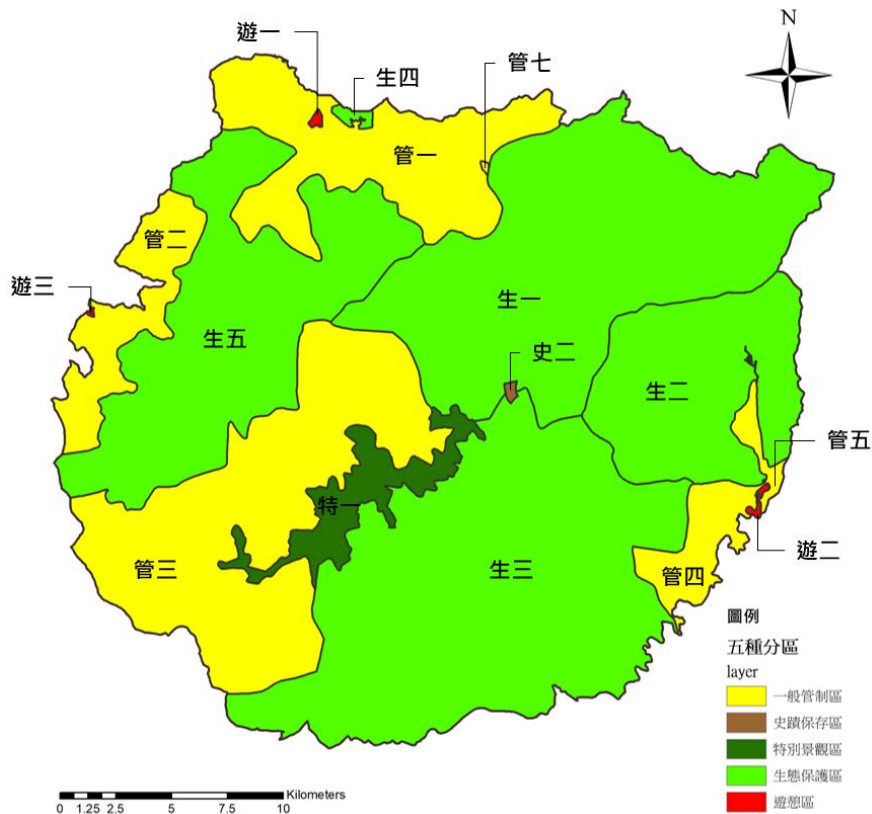 N
遊一
生四
管七
管一
管二
遊三
生一
生五
史二
生二
管五
特一
遊二
管三
生三
管四
圖例
五種分區
layer
一般管制區
史蹟保存區
特別景觀區
生態保護區
遊憩區
Kilometers
0 1.25 2.5 5 7.5 10